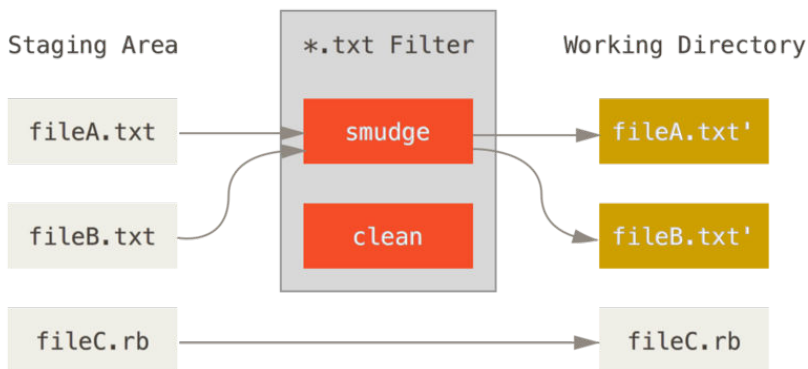 Staging Area
*.txt Filter
Working Directory
fileA.txt
smudge
fileA.txt'
fileB.txt
clean
fileB.txt'
fileC.rb
fileC.rb